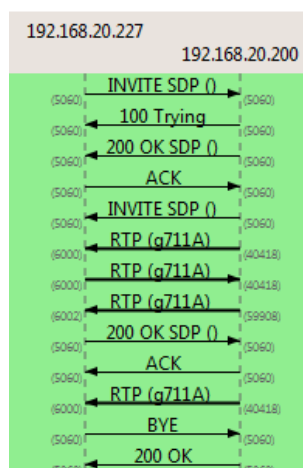 192.168.20.227
192.168.20.200
INVITE SDP ()
(5060) (5060)
100 Trying
(5060) (5060)
200 OK SDP ()
(5060) (5060)
ACK
(5060) (5060)
INVITE SDP ()
(5060) (5060)
RTP (g711A)
(6000) (40418)
RTP (g711A)
(6000) (40418)
RTP (g711A)
(6002) (59908)
200 OK SDP ()
(5060) (5060)
ACK
(5060) (5060)
RTP (g711A)
(6000) (40418)
BYE
(5060) (5060)
200 OK